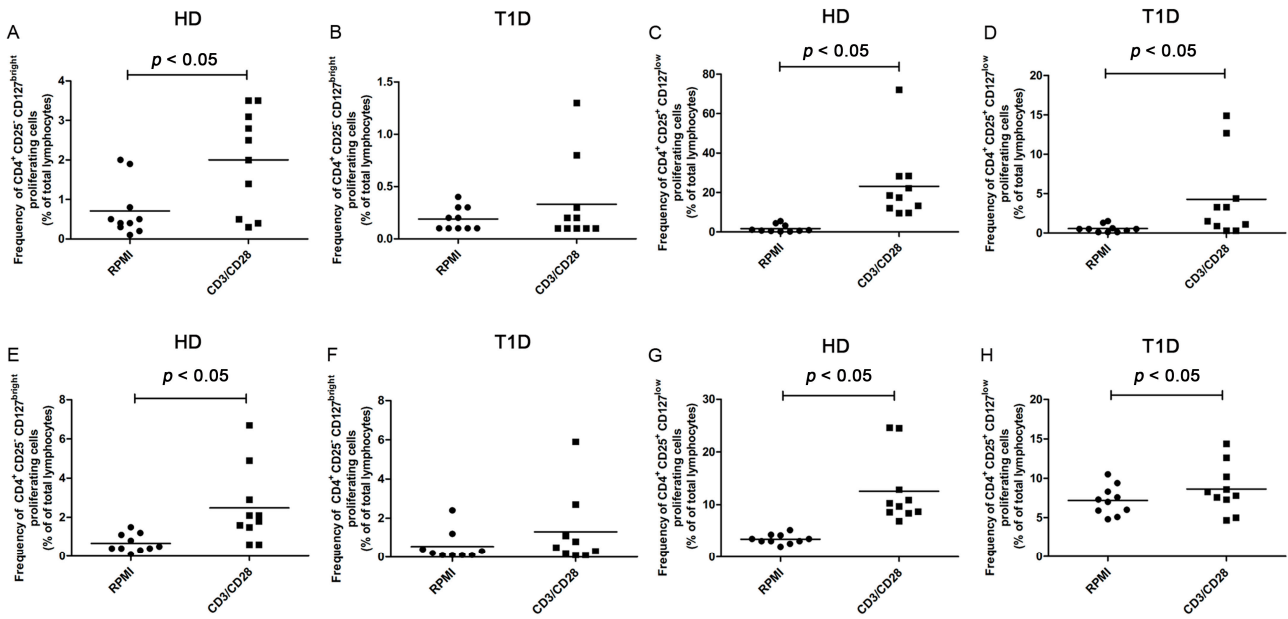 A
HD
p < 0.05
Frequency of CD4+ CD25- CD127bright
proliferating cells
(% of total lymphocytes)
4
3
2
1
0
RPMI
CD3/CD28
B
T1D
Frequency of CD4+ CD25- CD127bright
proliferating cells
(% of total lymphocytes)
1.5
1.0
0.5
0.0
RPMI
CD3/CD28
C
HD
p < 0.05
Frequency of CD4+ CD25+ CD127low
proliferating cells
(% of total lymphocytes)
80
60
40
20
0
RPMI
CD3/CD28
D
T1D
p < 0.05
Frequency of CD4+ CD25+ CD127low
proliferating cells
(% of total lymphocytes)
20
15
10
5
0
RPMI
CD3/CD28
E
HD
p < 0.05
Frequency of CD4+ CD25- CD127bright
proliferating cells
(% of of total lymphocytes)
8
6
4
2
0
RPMI
CD3/CD28
F
T1D
Frequency of CD4+ CD25- CD127bright
proliferating cells
(% of of total lymphocytes)
8
6
4
2
0
RPMI
CD3/CD28
G
HD
p < 0.05
Frequency of CD4+ CD25+ CD127low
proliferating cells
(% of of total lymphocytes)
30
20
10
0
RPMI
CD3/CD28
H
T1D
p < 0.05
Frequency of CD4+ CD25+ CD127low
proliferating cells
(% of of total lymphocytes)
20
15
10
5
0
RPMI
CD3/CD28